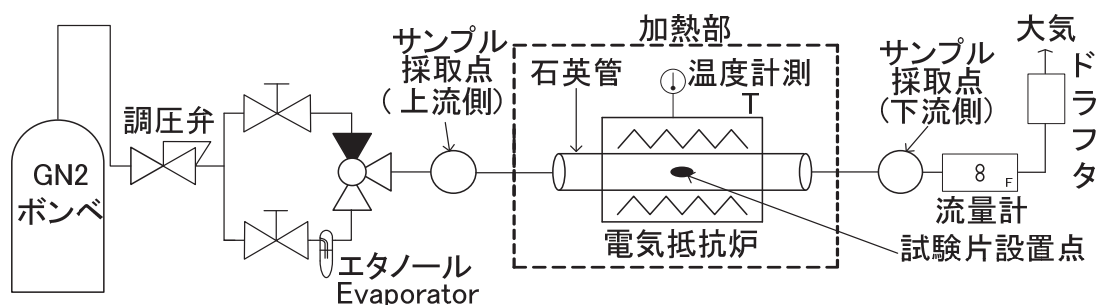 GN2
ボンベ
調圧弁
エタノール
Evaporator
サンプル
採取点
(上流側)
加熱部
石英管
温度計測
T
電気抵抗炉
試験片設置点
サンプル
採取点
(下流側)
F
流量計
大気
ドラフタ